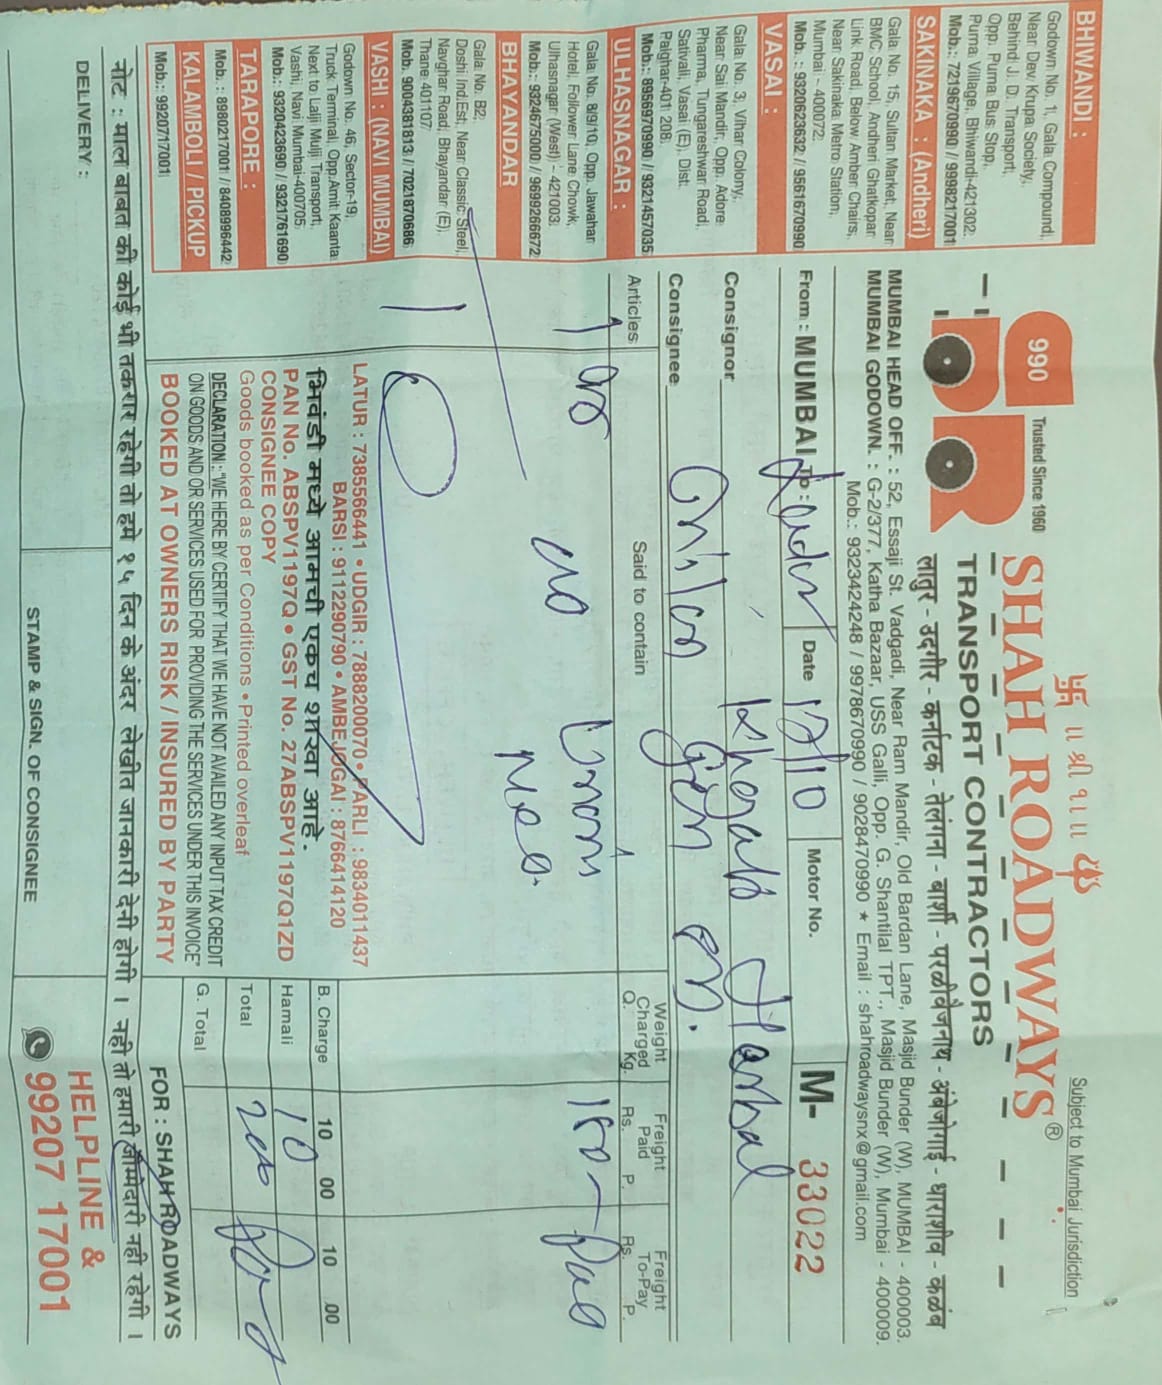 Subject to Mumbai Jurisdiction
卐 ॥ श्री १॥ ॐ
990
Trusted Since 1960
SHAH ROADWAYS®
TRANSPORT CONTRACTORS
लातुर - उदगीर - कर्नाटक - तेलंगना - बार्शी - परळीवैजनाथ - अंबेजोगाई - धाराशीव - कळंब
MUMBAI HEAD OFF. : 52, Essaji St. Vadgadi, Near Ram Mandir, Old Bardan Lane, Masjid Bunder (W), MUMBAI - 400003.
MUMBAI GODOWN. : G-2/377, Katha Bazaar, USS Galli, Opp. G. Shantilal TPT., Masjid Bunder (W), Mumbai - 400009.
Mob.: 9323424248 / 9978670990 / 9028470990 ★ Email : shahroadwaysnx@gmail.com
BHIWANDI :
Godown No. 1, Gala Compound,
Near Dev, Krupa Society,
Behind J. D. Transport,
Opp. Purna Bus Stop,
Purna Village, Bhiwandi-421302.
Mob.: 7219670990 // 9998217001
SAKINAKA : (Andheri)
Gala No. 15, Sultan Market, Near
BMC School, Andheri Ghatkopar
Link Road, Below Amber Chairs,
Near Sakinaka Metro Station,
Mumbai - 400072.
Mob. : 9320623632 // 9561670990
VASAI :
Gala No. 3, Vihar Colony,
Near Sai Mandir, Opp. Adore
Pharma, Tungareshwar Road,
Sativali, Vasai (E), Dist.
Palghar-401 208.
Mob.: 8956970990 // 9321457035
ULHASNAGAR :
Gala No. 8/9/10, Opp. Jawahar
Hotel, Follower Lane Chowk,
Ulhasnagar (West) - 421003.
Mob.: 9324675000 // 9699266672
BHAYANDAR
Gala No. B2,
Doshi Ind.Est, Near Classic Steel,
Navghar Road, Bhayandar (E),
Thane 401107
Mob. 9004381813 // 7021870686
VASHI : (NAVI MUMBAI)
Godown No. 46, Sector-19,
Truck Terminal, Opp.Amit Kaanta
Next to Lalji Mulji Transport,
Vashi, Navi Mumbai-400705.
Mob.: 9320423690 // 9321761690
TARAPORE :
Mob. : 8980217001 // 8408996442
KALAMBOLI / PICKUP
Mob.: 9920717001
From : MUMBAI To : Latur Date 12/10 Motor No. M- 33022
Consignor Herbal
Consignee
Articles Said to contain Weight Charged Q. Kg. Freight Paid Rs. P. Freight To-Pay Rs. P.
1 180 - Paid
LATUR : 7385566441 • UDGIR : 7888200070 • PARLI : 9834011437
BARSI : 9112290790 • AMBEJOGAI : 8766414120
भिवंडी मध्ये आमची एकच शाखा आहे.
PAN No. ABSPV1197Q • GST No. 27ABSPV1197Q1ZD
CONSIGNEE COPY
Goods booked as per Conditions • Printed overleaf
DECLARATION : "WE HERE BY CERTIFY THAT WE HAVE NOT AVAILED ANY INPUT TAX CREDIT
ON GOODS AND OR SERVICES USED FOR PROVIDING THE SERVICES UNDER THIS INVOICE"
BOOKED AT OWNERS RISK / INSURED BY PARTY
B. Charge 10 00 10 .00
Hamali 10
Total 200 Paid
G. Total
FOR : SHAH ROADWAYS
नोट : माल बाबत की कोई भी तकरार रहेगी तो हमे १५ दिन के अंदर लेखीत जानकारी देनी होगी । नही तो हमारी जीम्मेदारी नही रहेगी ।
DELIVERY :
STAMP & SIGN. OF CONSIGNEE
HELPLINE &
99207 17001